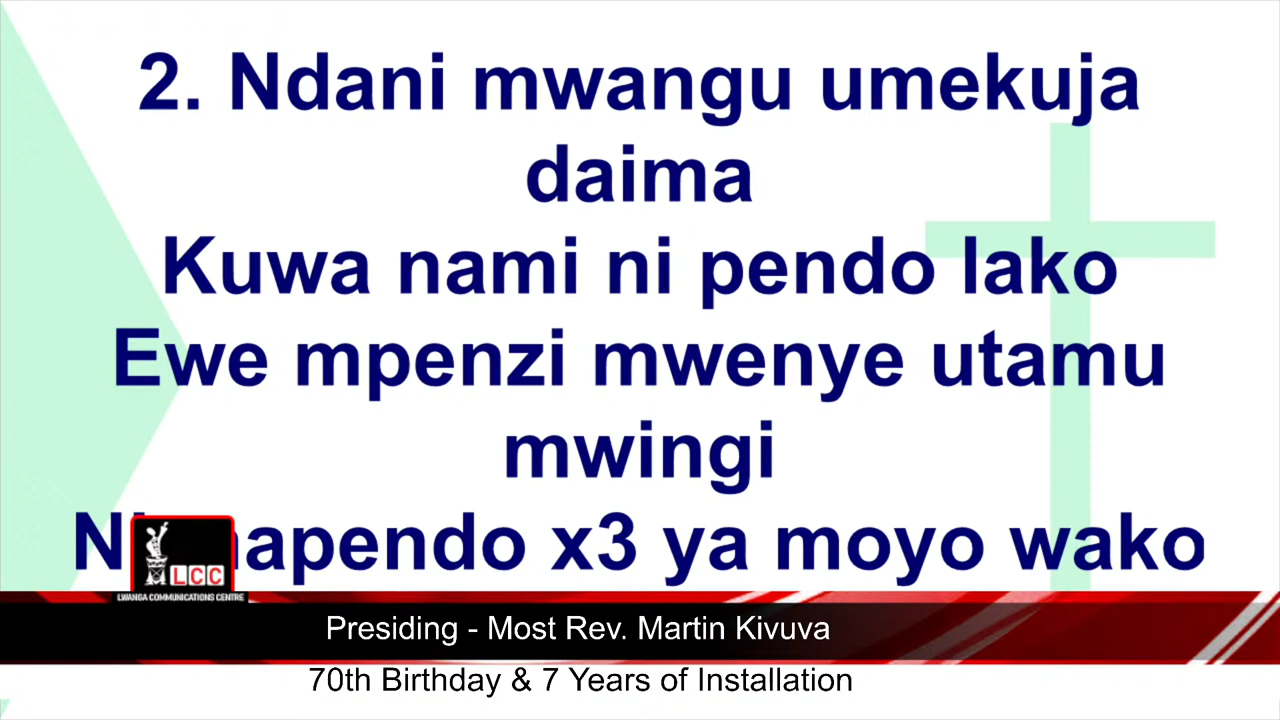 2. Ndani mwangu umekuja
daima
Kuwa nami ni pendo lako
Ewe mpenzi mwenye utamu
mwingi
x3 ya moyo wako
LCC
LWANGA COMMUNICATIONS CENTRE
Presiding - Most Rev. Martin Kivuva
70th Birthday & 7 Years of Installation